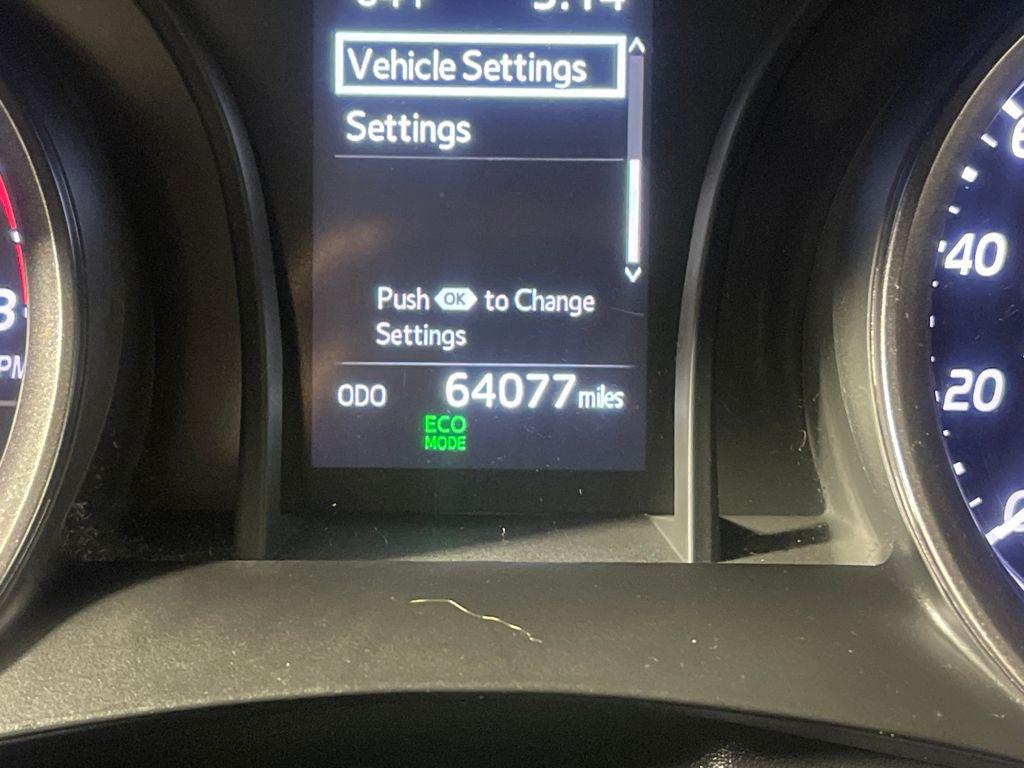 Vehicle Settings
Settings
Push OK to Change
Settings
ODO 64077 miles
ECO
MODE
40
20